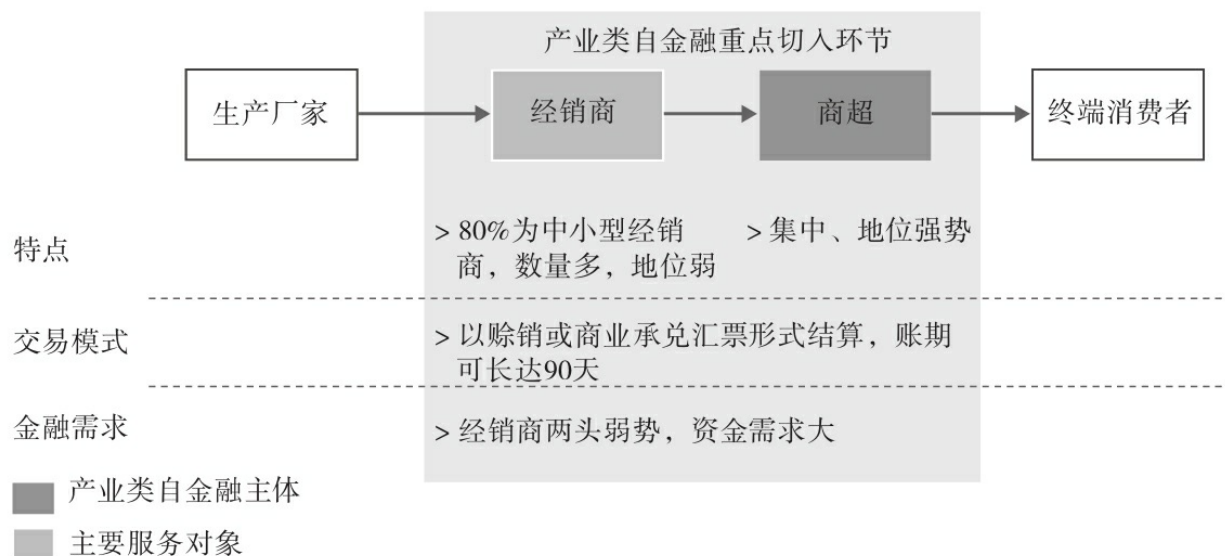 产业类自金融重点切入环节
生产厂家
经销商
商超
终端消费者
特点
> 80%为中小型经销
商，数量多，地位弱
> 集中、地位强势
交易模式
> 以赊销或商业承兑汇票形式结算，账期
可长达90天
金融需求
> 经销商两头弱势，资金需求大
产业类自金融主体
主要服务对象